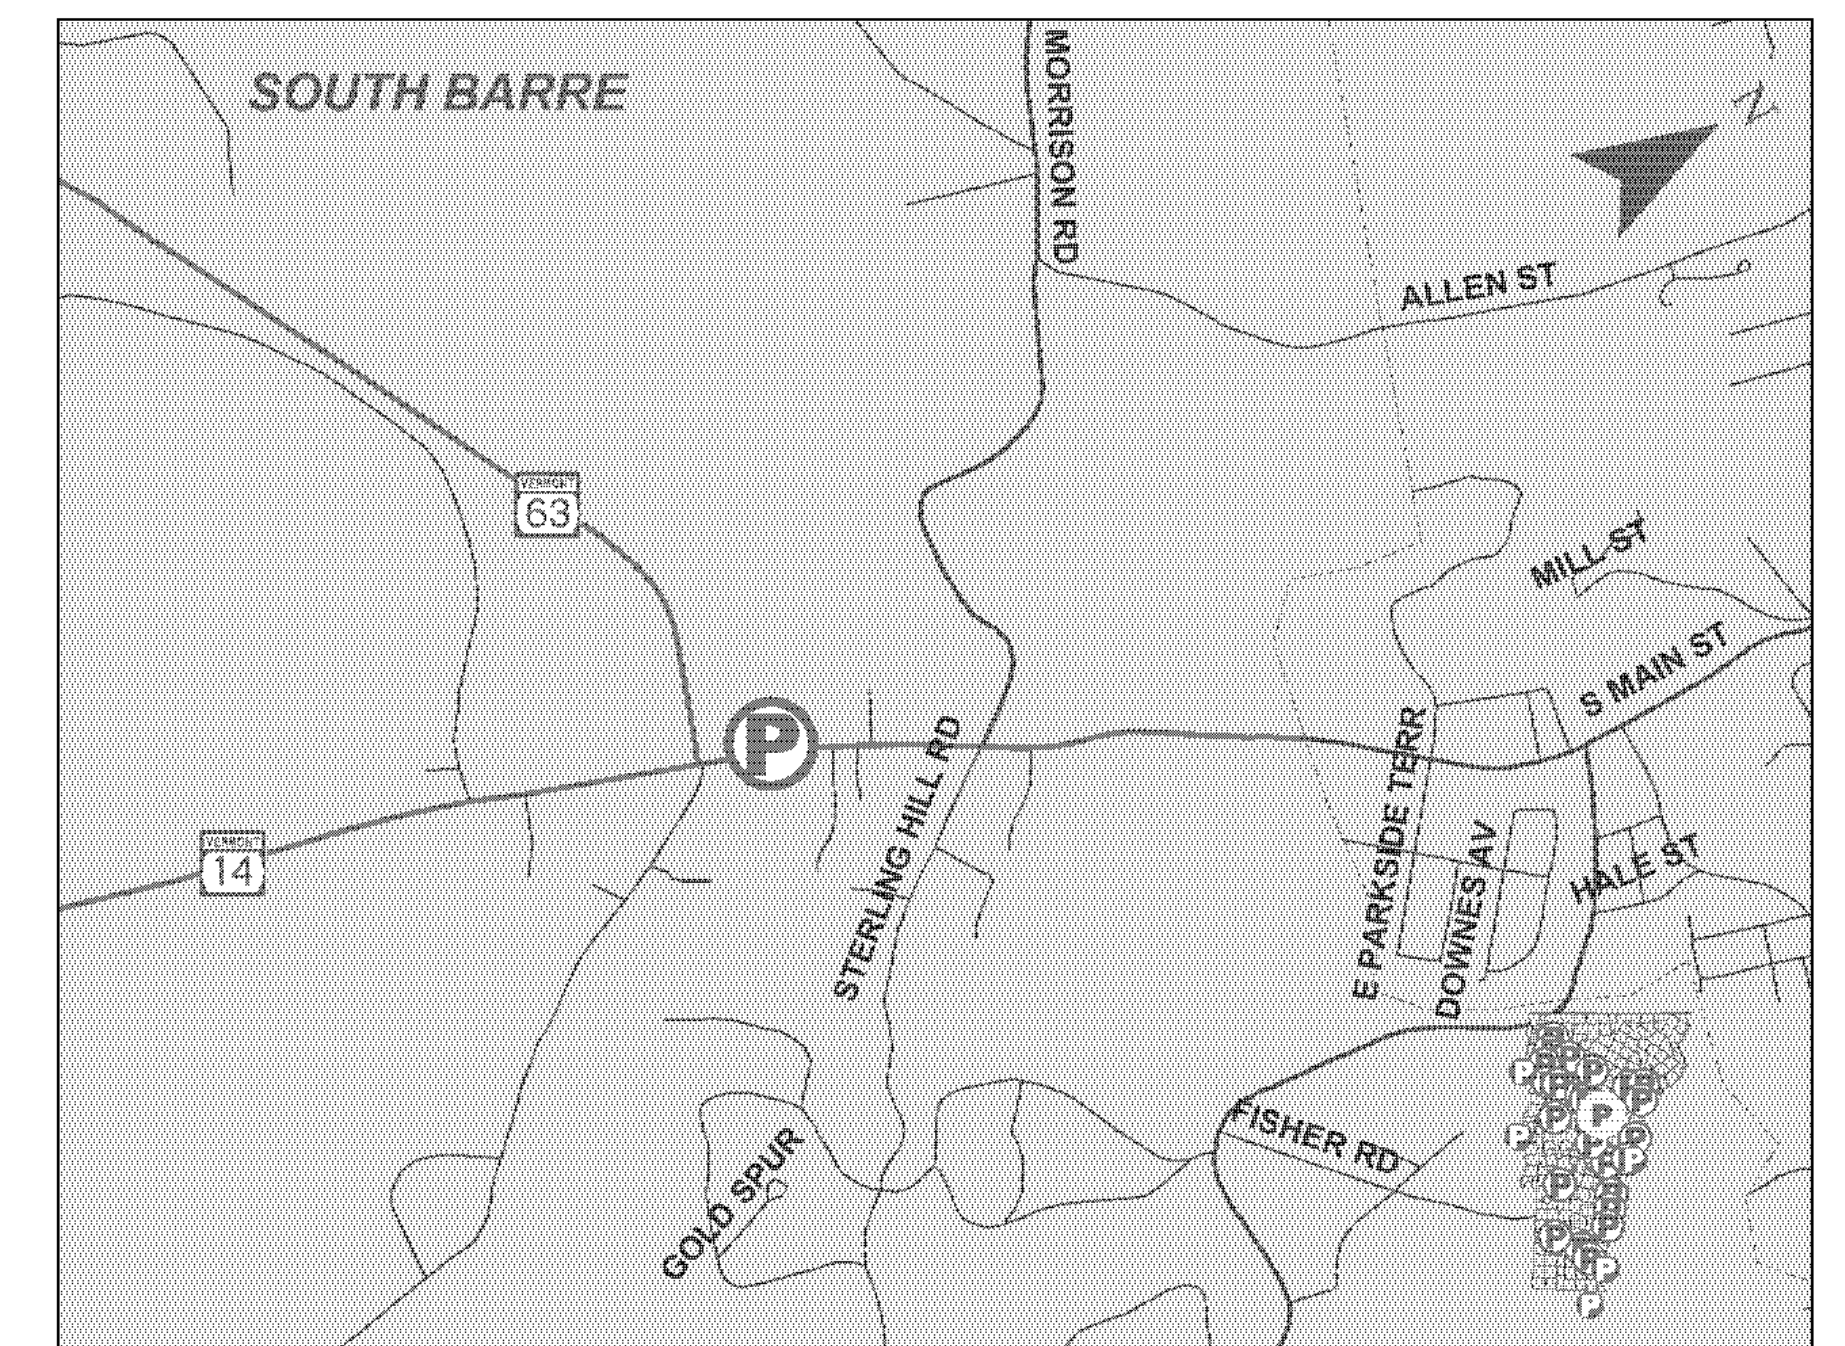 SOUTH BARRE
MORRISON RD
N
ALLEN ST
VERMONT
63
MILL ST
S MAIN ST
P
STERLING HILL RD
E PARKSIDE TERR
DOWNES AV
HALE ST
VERMONT
14
FISHER RD
GOLD SPUR
P
P
P
P
P
P
P
P
P
P
P
P